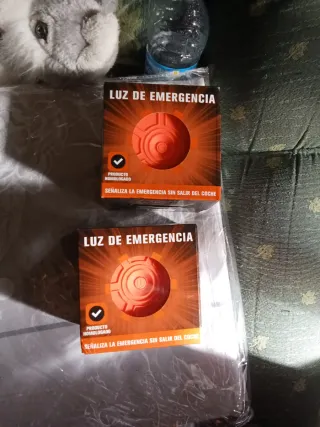 LUZ DE EMERGENCIA
PRODUCTO
HOMOLOGADO
SEÑALIZA LA EMERGENCIA SIN SALIR DEL COCHE
LUZ DE EMERGENCIA
PRODUCTO
HOMOLOGADO
SEÑALIZA LA EMERGENCIA SIN SALIR DEL COCHE